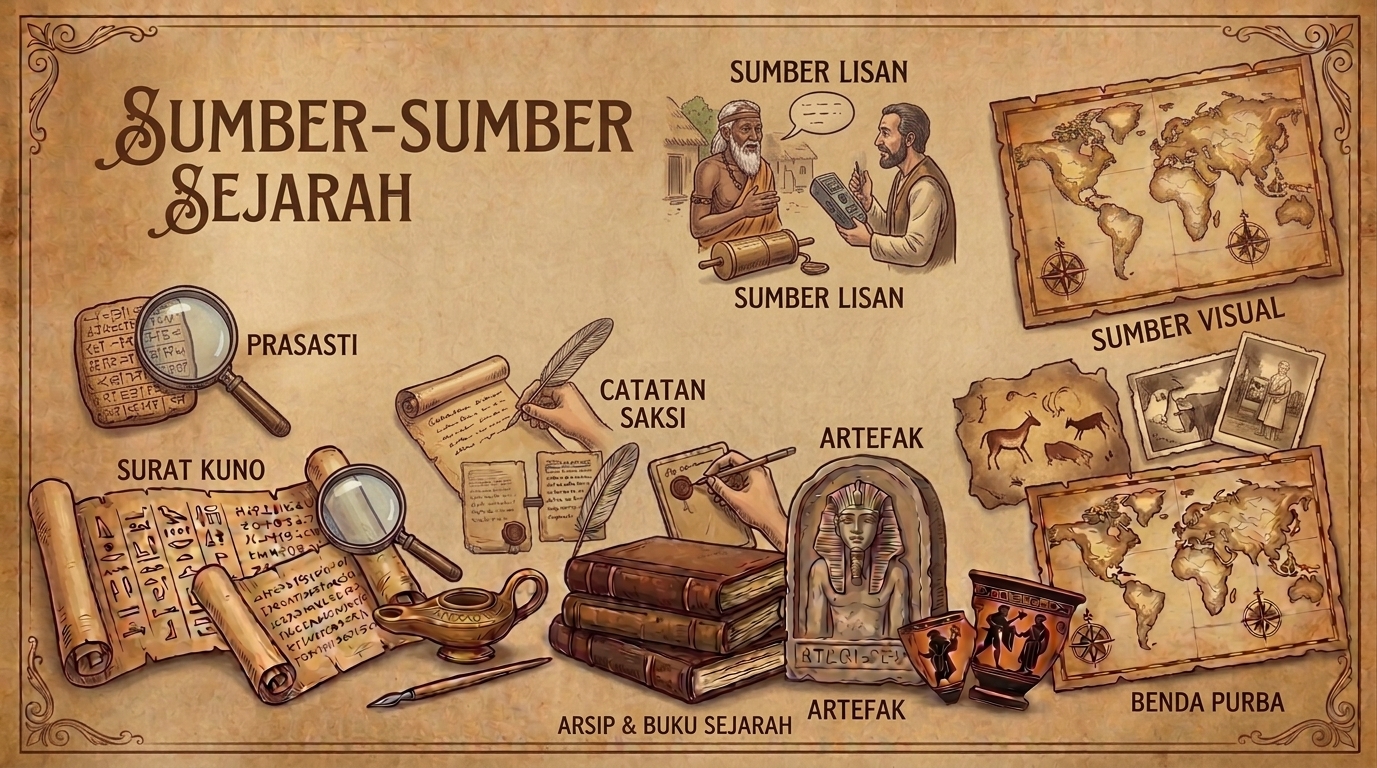 SUMBER-SUMBER
SEJARAH
SUMBER LISAN
SUMBER LISAN
SUMBER VISUAL
PRASASTI
CATATAN
SAKSI
ARTEFAK
SURAT KUNO
ARSIP & BUKU SEJARAH
ARTEFAK
BENDA PURBA